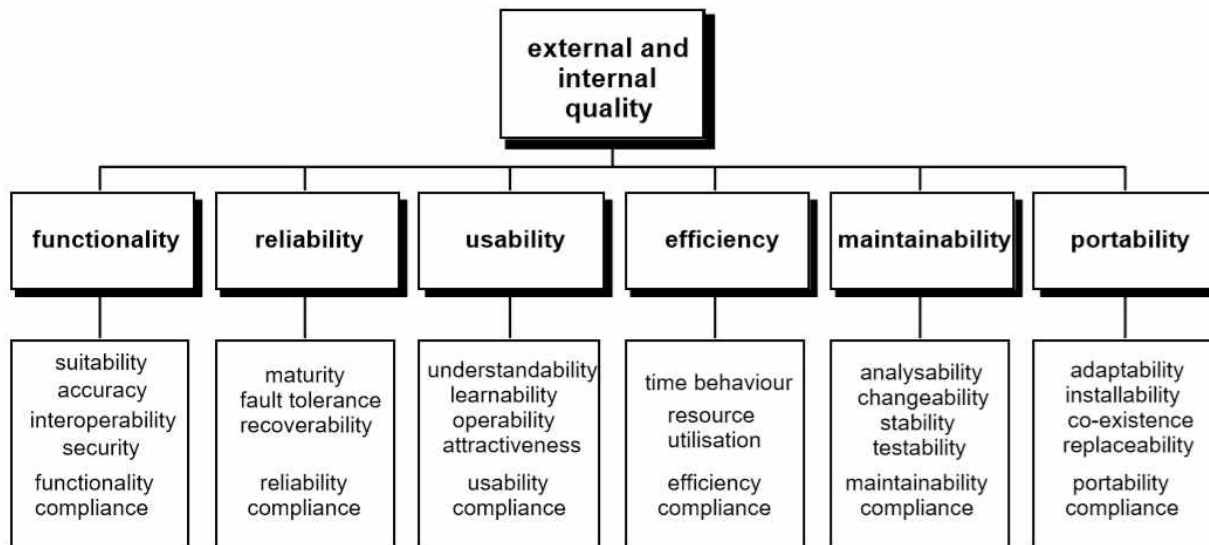 external and
internal
quality
functionality
reliability
usability
efficiency
maintainability
portability
suitability
accuracy
interoperability
security
functionality
compliance
maturity
fault tolerance
recoverability
reliability
compliance
understandability
learnability
operability
attractiveness
usability
compliance
time behaviour
resource
utilisation
efficiency
compliance
analysability
changeability
stability
testability
maintainability
compliance
adaptability
installability
co-existence
replaceability
portability
compliance